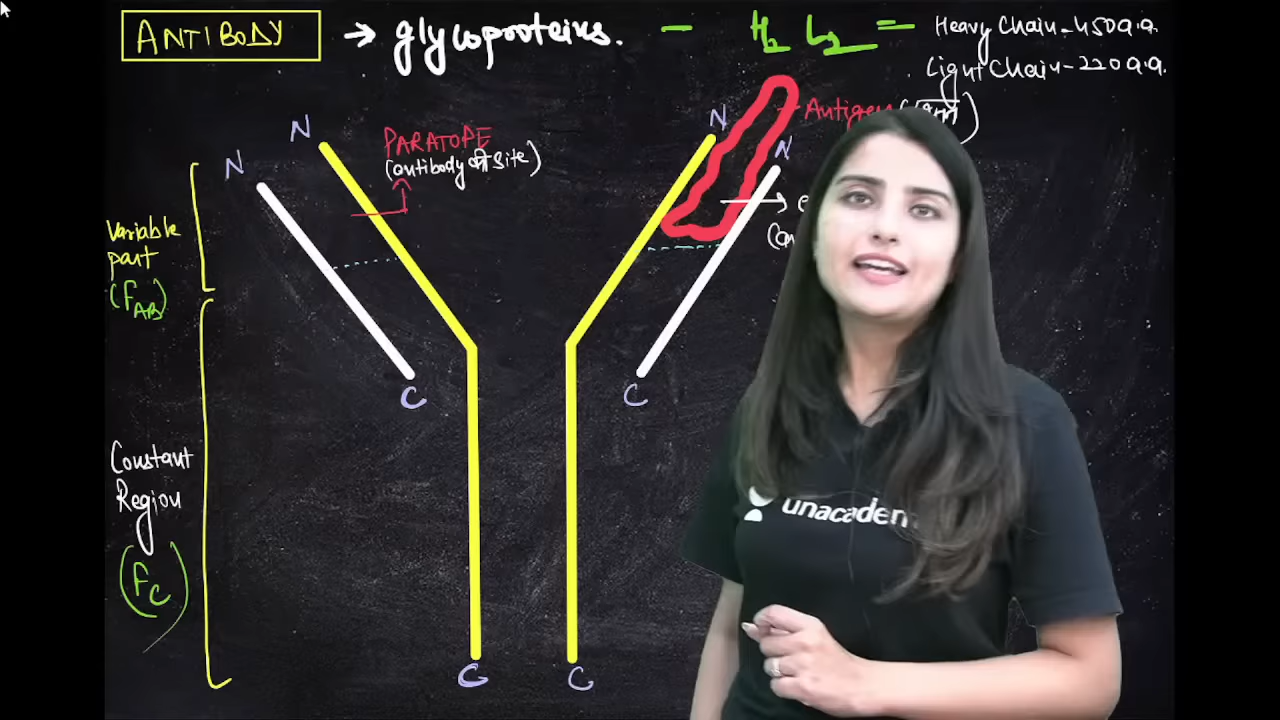 ANTIBODY → glycoproteins. – H₂ L₂ = Heavy Chain-450 a.a.
Light Chain-220 a.a.
N
N
PARATOPE
(antibody site)
N
Antigen
N
Variable
part
(FAB)
C
C
Constant
Region
(FC)
C
C
unacadem